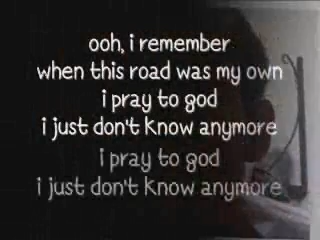 ooh, i remember
when this road was my own
i pray to god
i just don't know anymore
i pray to god
i just don't know anymore